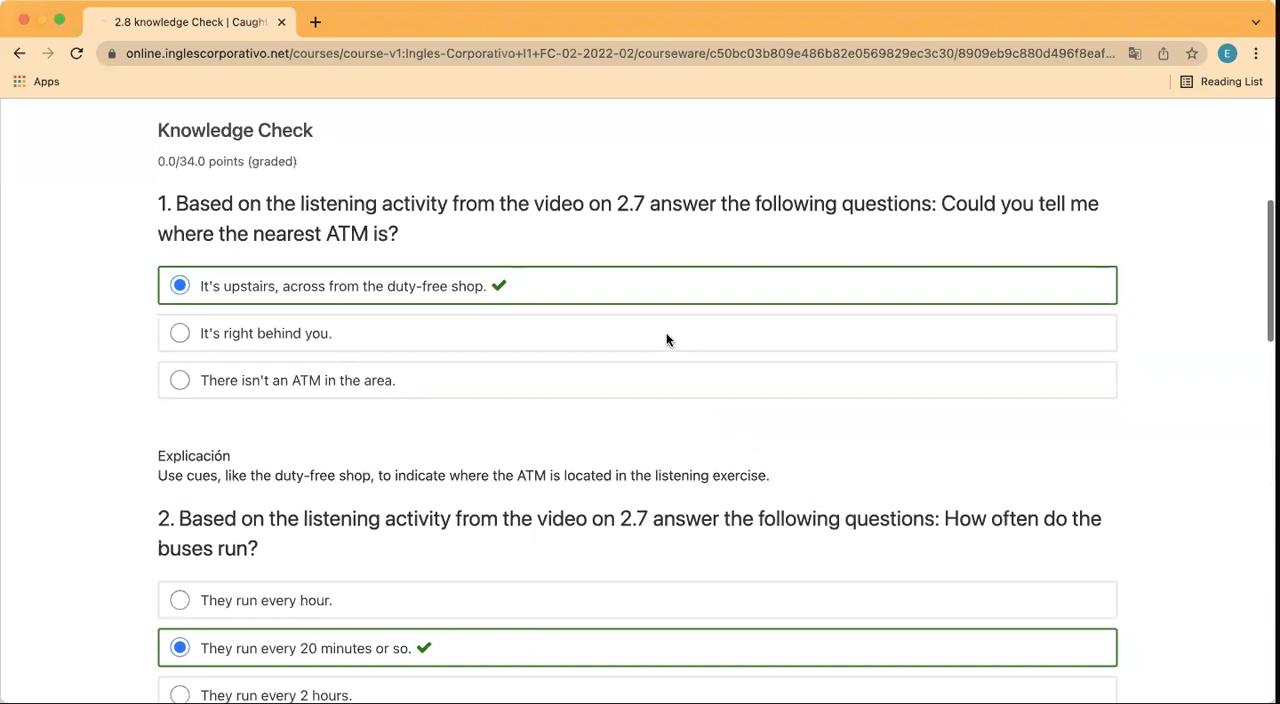 2.8 knowledge Check | Caught
online.inglescorporativo.net/courses/course-v1:Ingles-Corporativo+I1+FC-02-2022-02/courseware/c50bc03b809e486b82e0569829ec3c30/8909eb9c880d496f8eaf...
E
Apps
Reading List
Knowledge Check
0.0/34.0 points (graded)
1. Based on the listening activity from the video on 2.7 answer the following questions: Could you tell me
where the nearest ATM is?
It's upstairs, across from the duty-free shop.
It's right behind you.
There isn't an ATM in the area.
Explicación
Use cues, like the duty-free shop, to indicate where the ATM is located in the listening exercise.
2. Based on the listening activity from the video on 2.7 answer the following questions: How often do the
buses run?
They run every hour.
They run every 20 minutes or so.
They run every 2 hours.